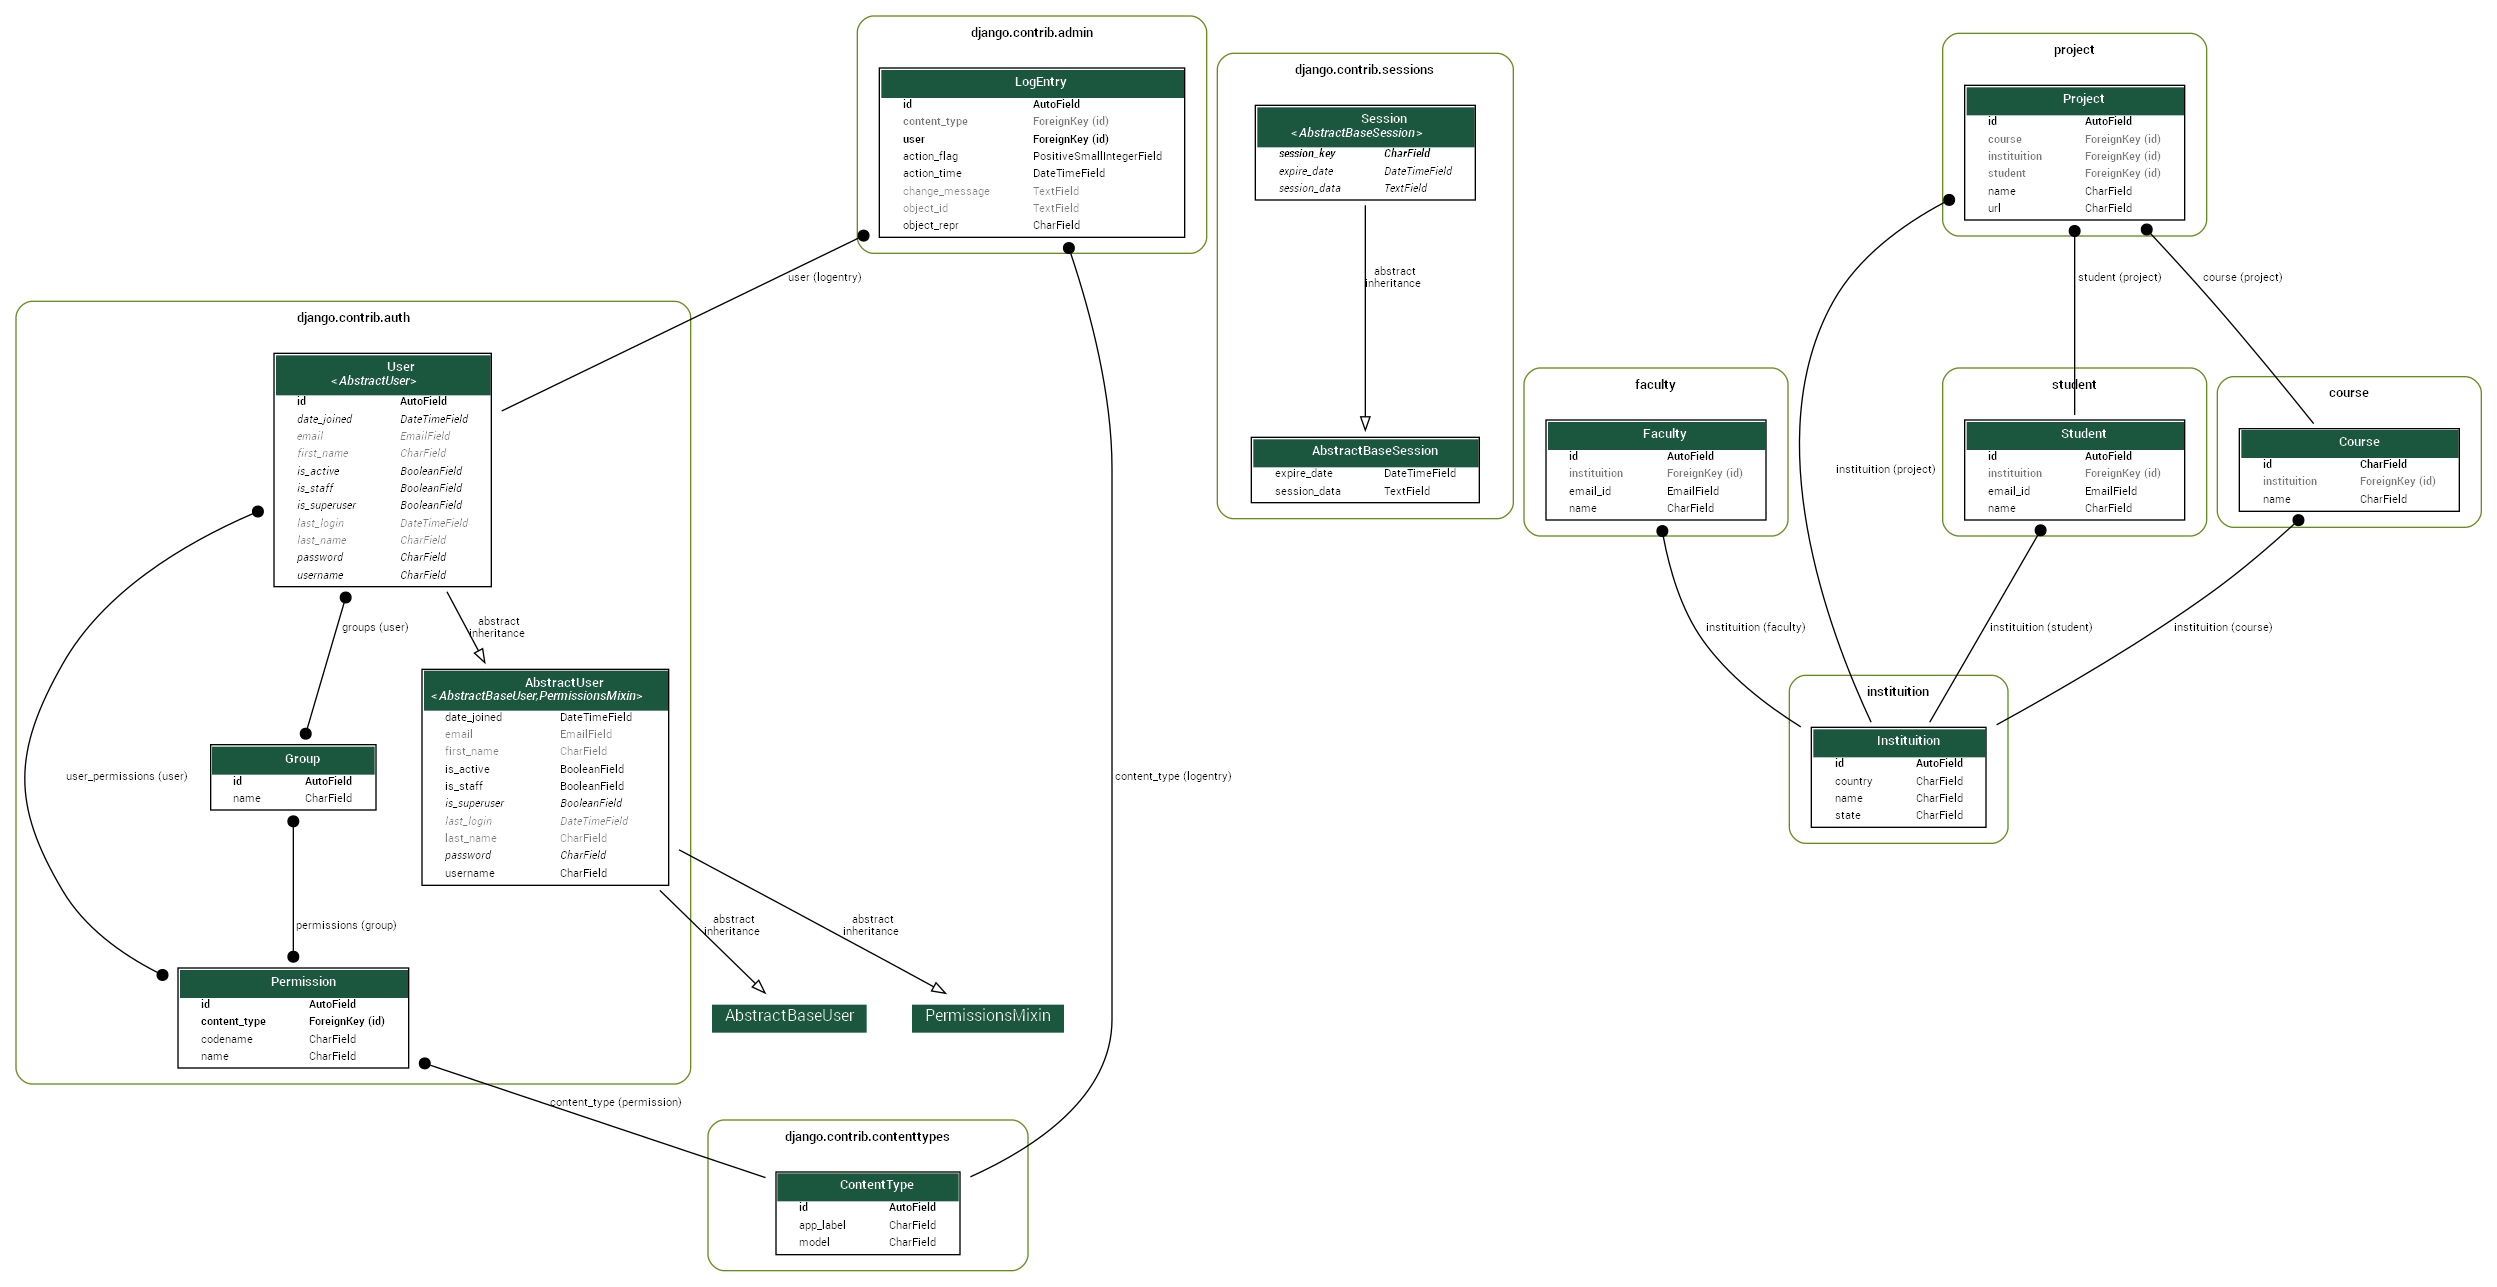 django.contrib.admin
LogEntry
id AutoField
content_type ForeignKey (id)
user ForeignKey (id)
action_flag PositiveSmallIntegerField
action_time DateTimeField
change_message TextField
object_id TextField
object_repr CharField
django.contrib.sessions
Session
<AbstractBaseSession>
session_key CharField
expire_date DateTimeField
session_data TextField
abstract
inheritance
AbstractBaseSession
expire_date DateTimeField
session_data TextField
project
Project
id AutoField
course ForeignKey (id)
instituition ForeignKey (id)
student ForeignKey (id)
name CharField
url CharField
user (logentry)
student (project)
course (project)
instituition (project)
django.contrib.auth
User
<AbstractUser>
id AutoField
date_joined DateTimeField
email EmailField
first_name CharField
is_active BooleanField
is_staff BooleanField
is_superuser BooleanField
last_login DateTimeField
last_name CharField
password CharField
username CharField
groups (user)
abstract
inheritance
AbstractUser
<AbstractBaseUser,PermissionsMixin>
date_joined DateTimeField
email EmailField
first_name CharField
is_active BooleanField
is_staff BooleanField
is_superuser BooleanField
last_login DateTimeField
last_name CharField
password CharField
username CharField
user_permissions (user)
Group
id AutoField
name CharField
permissions (group)
abstract
inheritance
abstract
inheritance
Permission
id AutoField
content_type ForeignKey (id)
codename CharField
name CharField
AbstractBaseUser
PermissionsMixin
content_type (logentry)
content_type (permission)
django.contrib.contenttypes
ContentType
id AutoField
app_label CharField
model CharField
faculty
Faculty
id AutoField
instituition ForeignKey (id)
email_id EmailField
name CharField
student
Student
id AutoField
instituition ForeignKey (id)
email_id EmailField
name CharField
course
Course
id CharField
instituition ForeignKey (id)
name CharField
instituition (faculty)
instituition (student)
instituition (course)
instituition
Instituition
id AutoField
country CharField
name CharField
state CharField